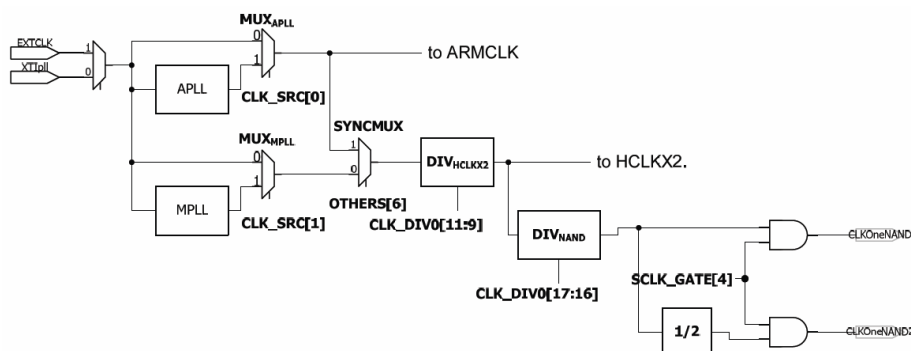 MUXAPLL
EXTCLK
1
0
to ARMCLK
XTIpll
0
1
APLL
CLK_SRC[0]
SYNCMUX
MUXMPLL
0
1
1
0
DIVHCLKX2
to HCLKX2.
MPLL
CLK_SRC[1]
OTHERS[6]
CLK_DIV0[11:9]
DIVNAND
CLKOneNAND
SCLK_GATE[4]
CLK_DIV0[17:16]
1/2
CLKOneNAND2